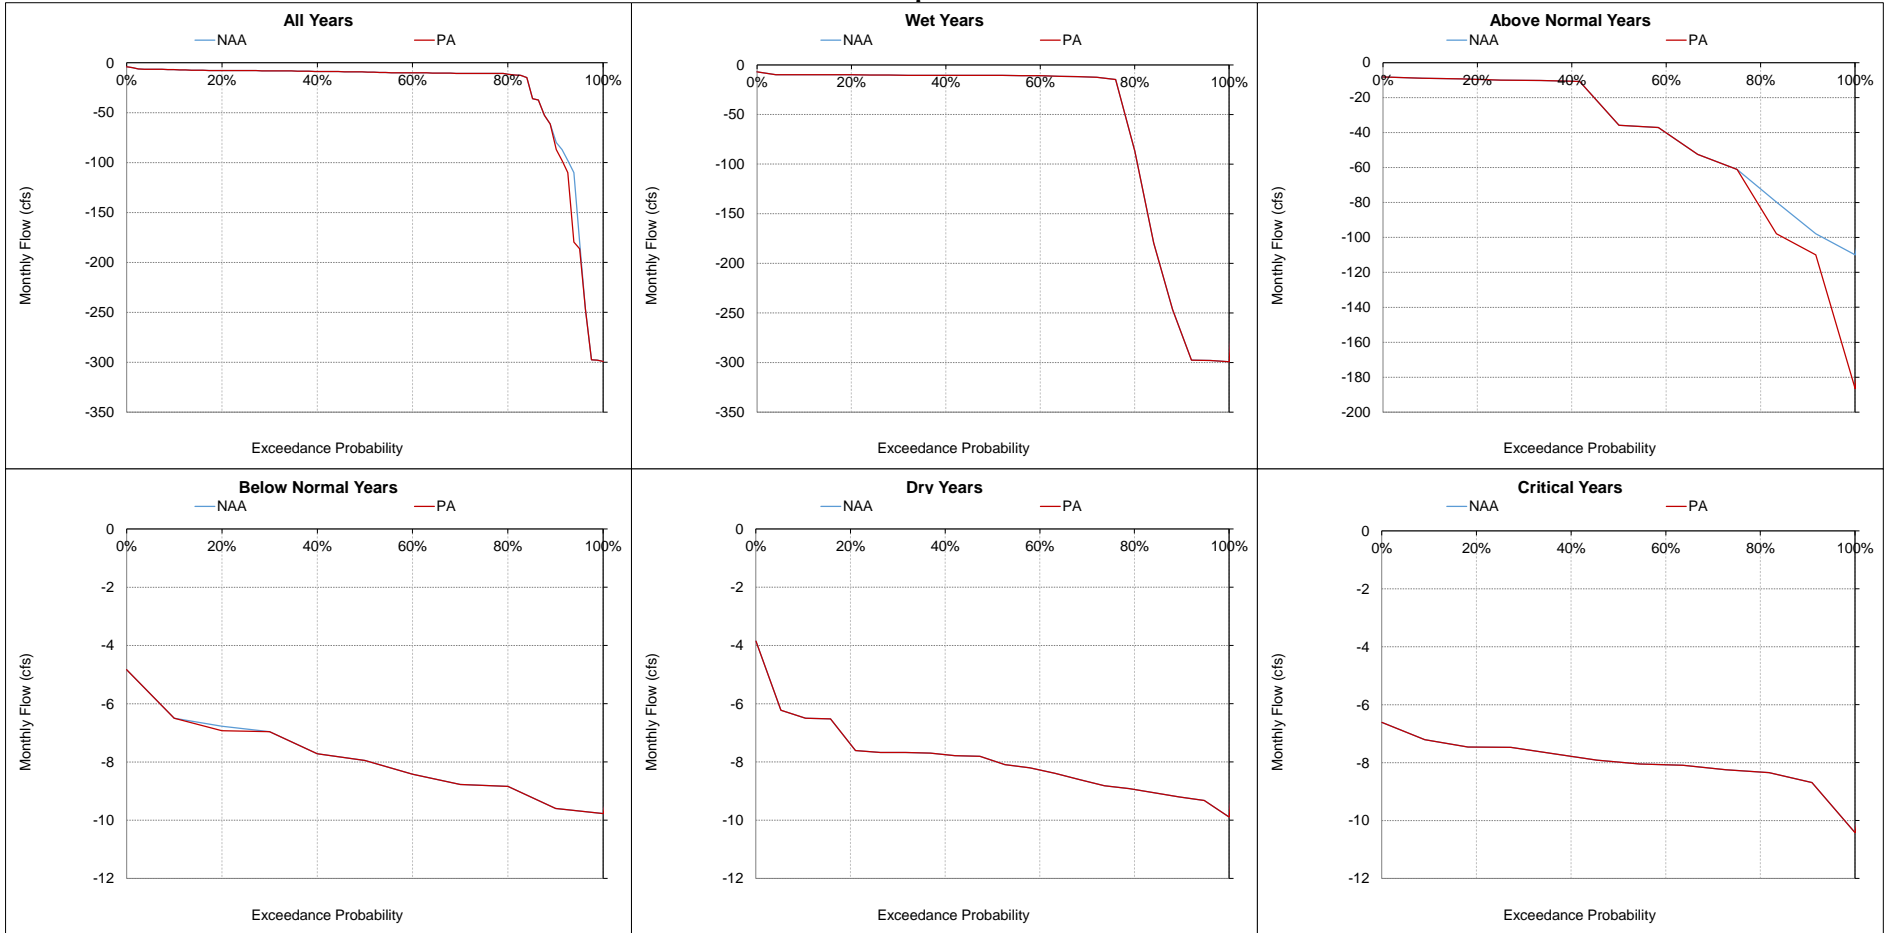 All Years
NAA PA
0
-50
-100
-150
-200
-250
-300
-350
0% 20% 40% 60% 80% 100%
Monthly Flow (cfs)
Exceedance Probability
Wet Years
NAA PA
0
-50
-100
-150
-200
-250
-300
-350
0% 20% 40% 60% 80% 100%
Monthly Flow (cfs)
Exceedance Probability
Above Normal Years
NAA PA
0
-20
-40
-60
-80
-100
-120
-140
-160
-180
-200
0% 20% 40% 60% 80% 100%
Monthly Flow (cfs)
Exceedance Probability
Below Normal Years
NAA PA
0
-2
-4
-6
-8
-10
-12
0% 20% 40% 60% 80% 100%
Monthly Flow (cfs)
Exceedance Probability
Dry Years
NAA PA
0
-2
-4
-6
-8
-10
-12
0% 20% 40% 60% 80% 100%
Monthly Flow (cfs)
Exceedance Probability
Critical Years
NAA PA
0
-2
-4
-6
-8
-10
-12
0% 20% 40% 60% 80% 100%
Monthly Flow (cfs)
Exceedance Probability